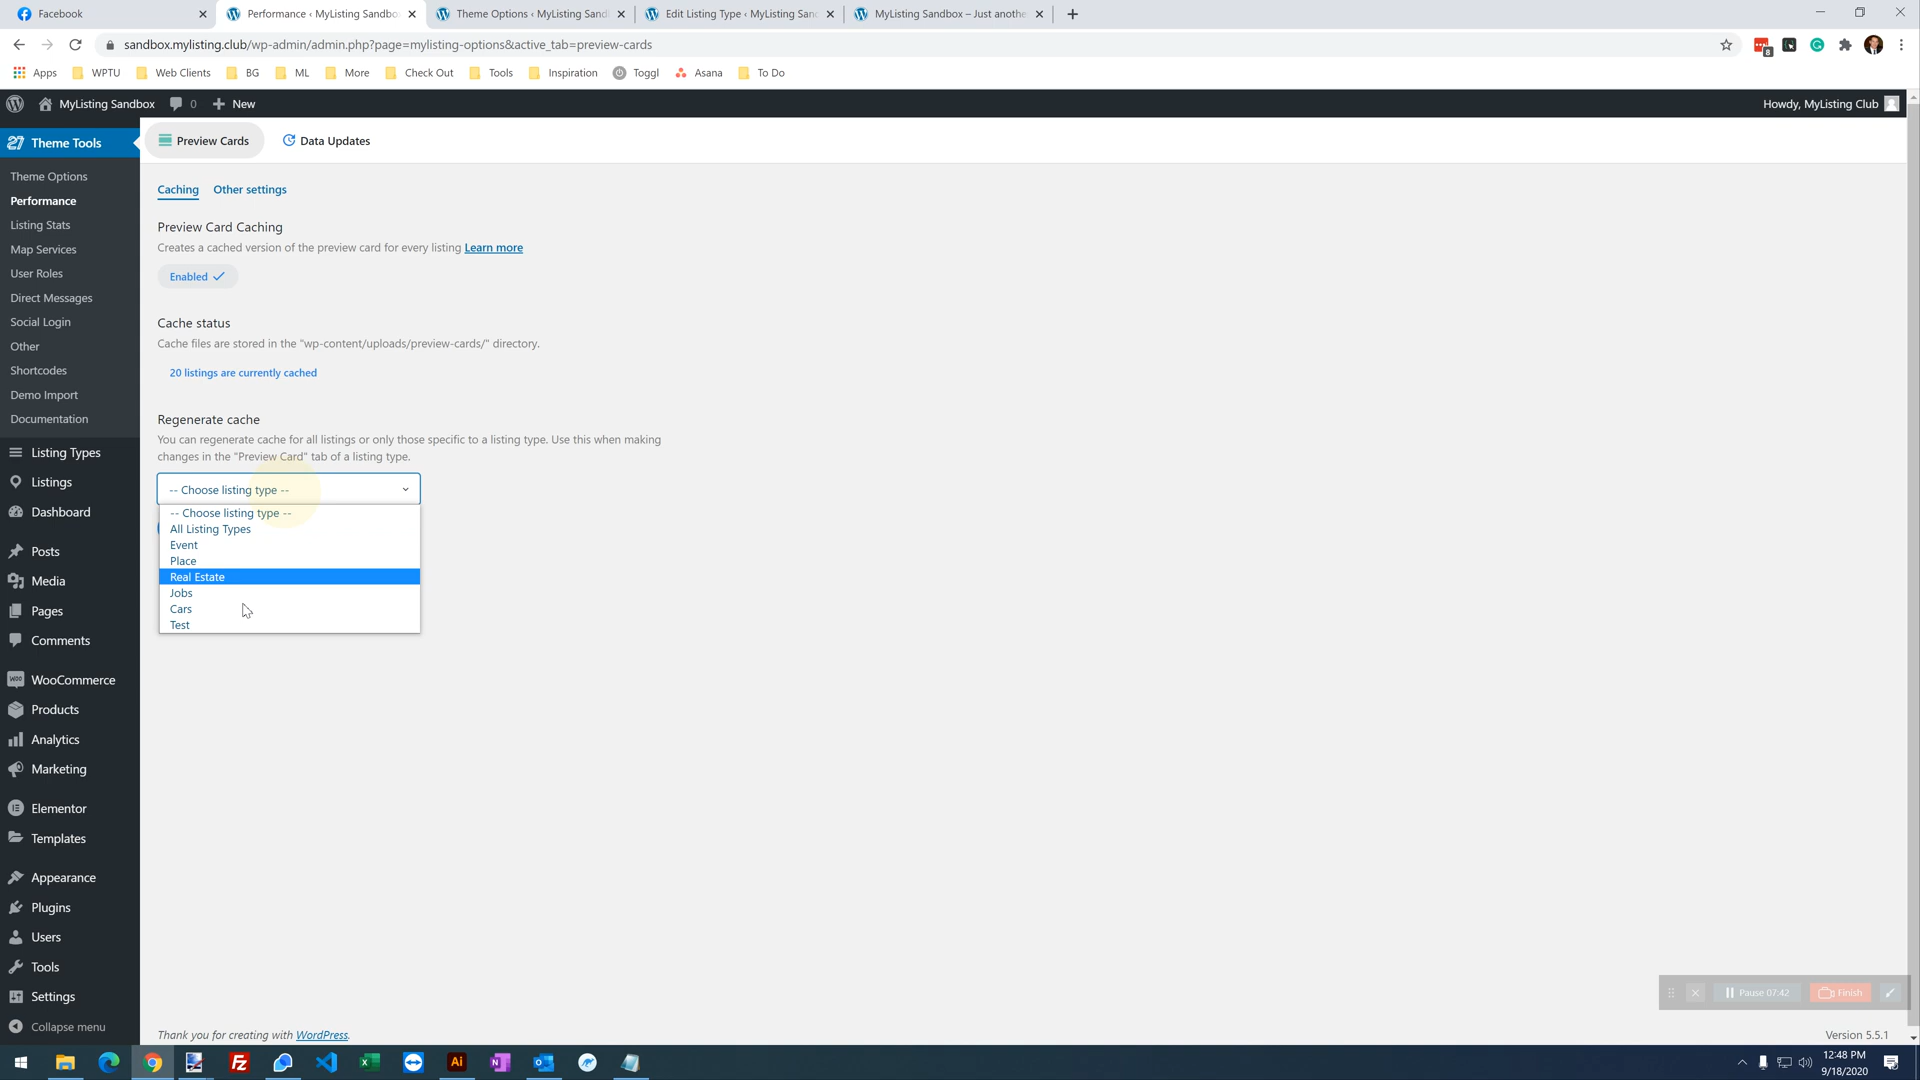 Facebook
Performance ‹ MyListing Sandbox
Theme Options ‹ MyListing Sand
Edit Listing Type ‹ MyListing San
MyListing Sandbox – Just anothe
sandbox.mylisting.club/wp-admin/admin.php?page=mylisting-options&active_tab=preview-cards
8
Apps WPTU Web Clients BG ML More Check Out Tools Inspiration Toggl Asana To Do
MyListing Sandbox 0 + New
Howdy, MyListing Club
27 Theme Tools
Theme Options
Performance
Listing Stats
Map Services
User Roles
Direct Messages
Social Login
Other
Shortcodes
Demo Import
Documentation
Listing Types
Listings
Dashboard
Posts
Media
Pages
Comments
WooCommerce
Products
Analytics
Marketing
Elementor
Templates
Appearance
Plugins
Users
Tools
Settings
Collapse menu
Preview Cards Data Updates
Caching Other settings
Preview Card Caching
Creates a cached version of the preview card for every listing Learn more
Enabled
Cache status
Cache files are stored in the "wp-content/uploads/preview-cards/" directory.
20 listings are currently cached
Regenerate cache
You can regenerate cache for all listings or only those specific to a listing type. Use this when making
changes in the "Preview Card" tab of a listing type.
-- Choose listing type --
-- Choose listing type --
All Listing Types
Event
Place
Real Estate
Jobs
Cars
Test
Pause 07:42 Finish
Thank you for creating with WordPress.
Version 5.5.1
Fz Ai
12:48 PM
9/18/2020